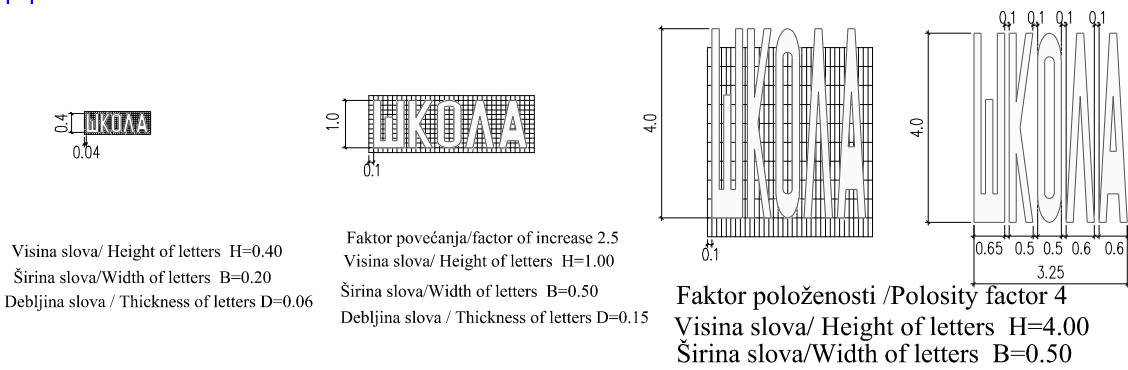 0.4
ШКОЛА
0.04
Visina slova/ Height of letters H=0.40
Širina slova/Width of letters B=0.20
Debljina slova / Thickness of letters D=0.06
1.0
ШКОЛА
0.1
Faktor povećanja/factor of increase 2.5
Visina slova/ Height of letters H=1.00
Širina slova/Width of letters B=0.50
Debljina slova / Thickness of letters D=0.15
4.0
ШКОЛА
0.1
0.1 0.1 0.1 0.1
4.0
ШКОЛА
0.65 0.5 0.5 0.6 0.6
3.25
Faktor položenosti /Polosity factor 4
Visina slova/ Height of letters H=4.00
Širina slova/Width of letters B=0.50